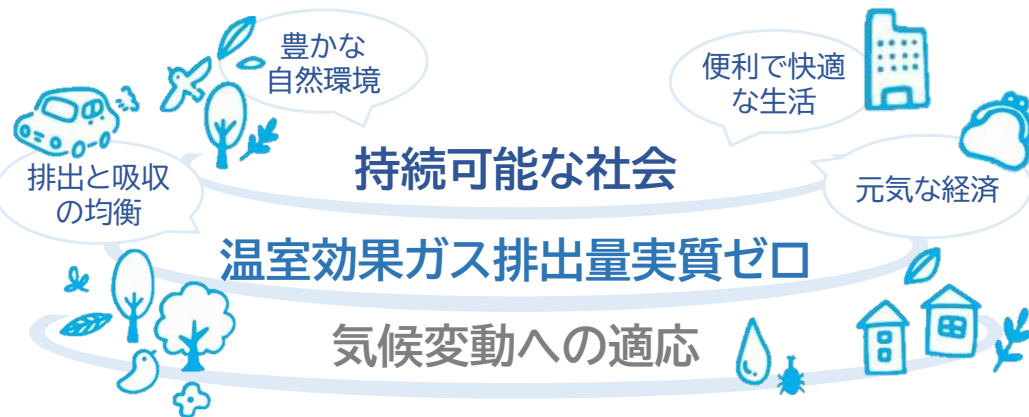 豊かな
自然環境
便利で快適
な生活
排出と吸収
の均衡
持続可能な社会
元気な経済
温室効果ガス排出量実質ゼロ
気候変動への適応